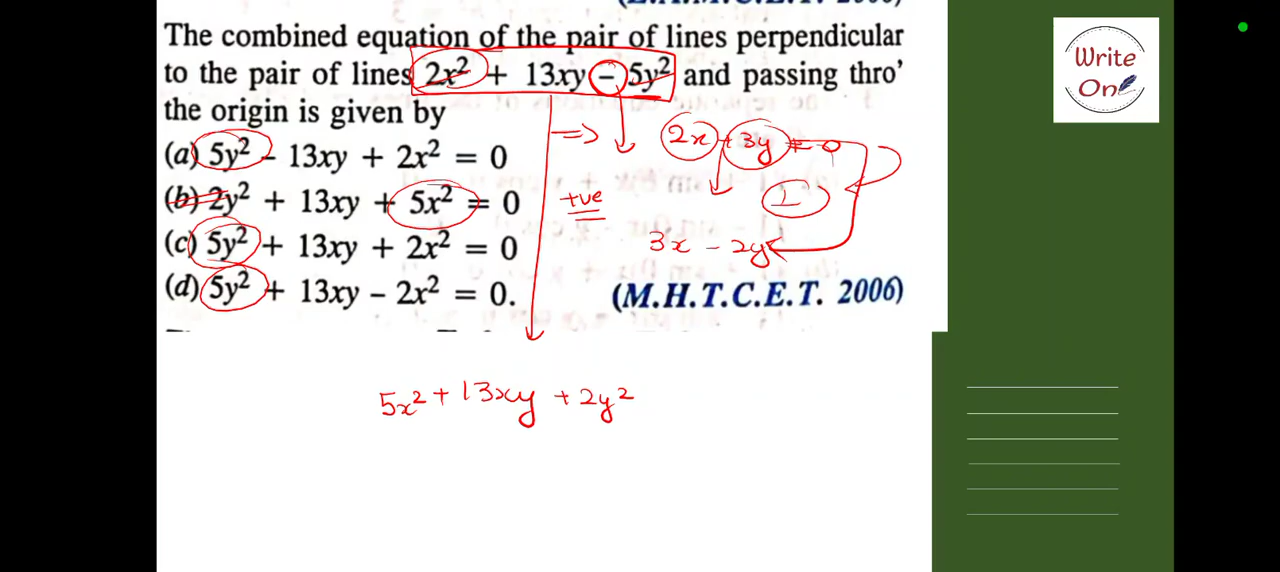 The combined equation of the pair of lines perpendicular
to the pair of lines 2x² + 13xy – 5y² and passing thro'
the origin is given by
(a) 5y² – 13xy + 2x² = 0
(b) 2y² + 13xy + 5x² = 0
(c) 5y² + 13xy + 2x² = 0
(d) 5y² + 13xy – 2x² = 0.
(M.H.T.C.E.T. 2006)
⇒ 2x + 3y = 0
+ve
⊥
3x – 2y
5x² + 13xy + 2y²
Write
On